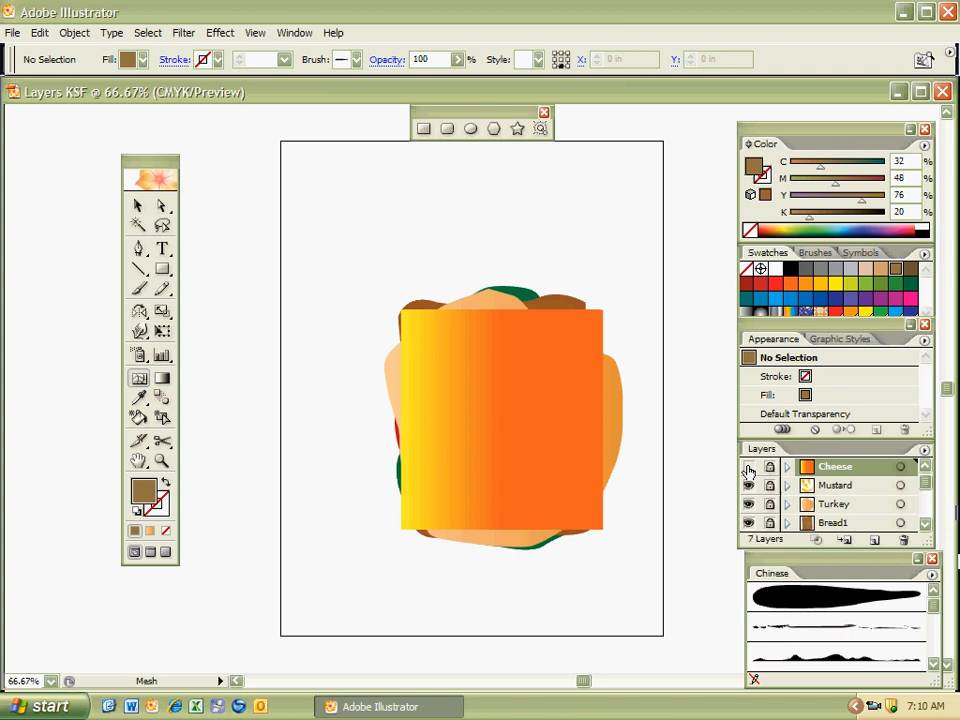 Adobe Illustrator
File Edit Object Type Select Filter Effect View Window Help
No Selection Fill: Stroke: Brush: Opacity: 100 % Style: X: 0 in Y: 0 in
Layers KSF @ 66.67% (CMYK/Preview)
Color
C 32 %
M 48 %
Y 76 %
K 20 %
Swatches Brushes Symbols
Appearance Graphic Styles
No Selection
Stroke:
Fill:
Default Transparency
Layers
Cheese
Mustard
Turkey
Bread1
7 Layers
Chinese
66.67% Mesh
start Adobe Illustrator 7:10 AM